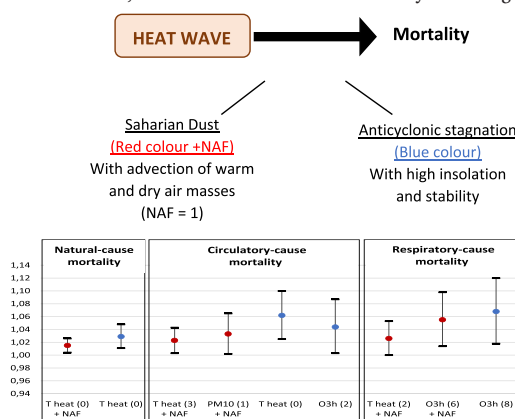 HEAT WAVE
Mortality
Saharian Dust
(Red colour +NAF)
With advection of warm
and dry air masses
(NAF = 1)
Anticyclonic stagnation
(Blue colour)
With high insolation
and stability
Natural-cause
mortality
Circulatory-cause
mortality
Respiratory-cause
mortality
1,14
1,12
1,10
1,08
1,06
1,04
1,02
1,00
0,98
0,96
0,94
T heat (0)
+ NAF
T heat (0)
T heat (3)
+ NAF
PM10 (1)
+ NAF
T heat (0)
O3h (2)
T heat (2)
+ NAF
O3h (6)
+ NAF
O3h (8)